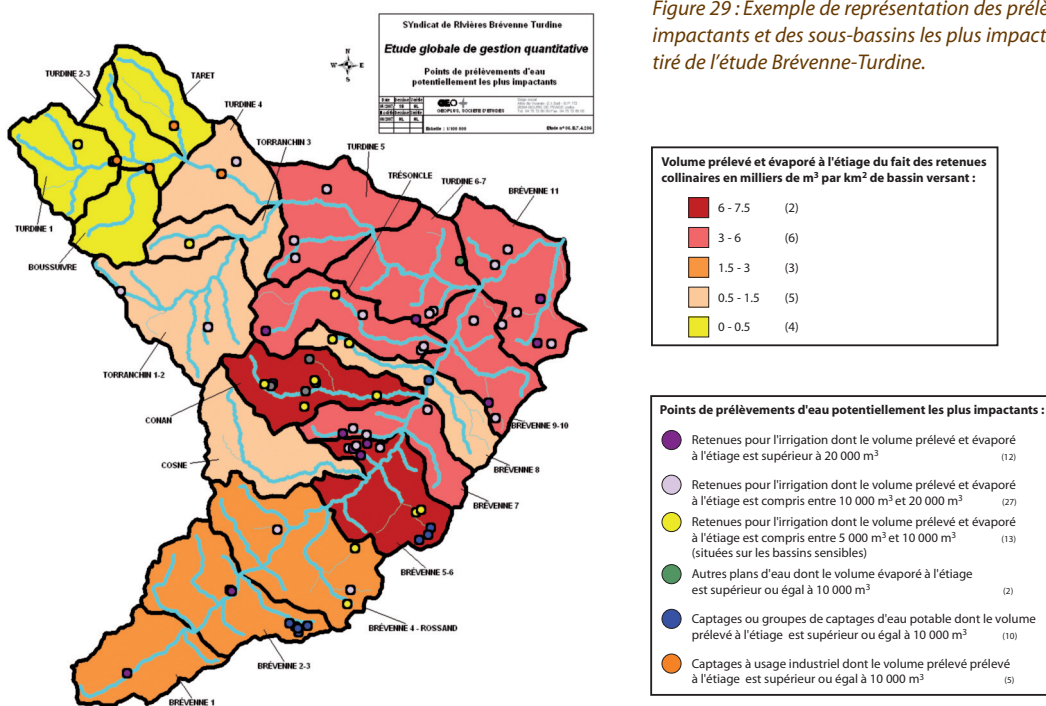 Figure 29 : Exemple de représentation des prélè
impactants et des sous-bassins les plus impact
tiré de l'étude Brévenne-Turdine.
SYndicat de RIvières Brévenne Turdine
Etude globale de gestion quantitative
Points de prélèvements d'eau
potentiellement les plus impactants
GEOPLUS, SOCIETE D'ETUDES
Echelle : 1/100 000
N
W E
S
TURDINE 2-3
TARET
TURDINE 4
TORRANCHIN 3
TURDINE 5
TRÉSONCLE
TURDINE 6-7
BRÉVENNE 11
TURDINE 1
BOUSSUIVRE
TORRANCHIN 1-2
CONAN
COSNE
BRÉVENNE 9-10
BRÉVENNE 8
BRÉVENNE 7
BRÉVENNE 5-6
BRÉVENNE 4 - ROSSAND
BRÉVENNE 2-3
BRÉVENNE 1
Volume prélevé et évaporé à l'étiage du fait des retenues
collinaires en milliers de m³ par km² de bassin versant :
6 - 7.5 (2)
3 - 6 (6)
1.5 - 3 (3)
0.5 - 1.5 (5)
0 - 0.5 (4)
Points de prélèvements d'eau potentiellement les plus impactants :
Retenues pour l'irrigation dont le volume prélevé et évaporé
à l'étiage est supérieur à 20 000 m³ (12)
Retenues pour l'irrigation dont le volume prélevé et évaporé
à l'étiage est compris entre 10 000 m³ et 20 000 m³ (27)
Retenues pour l'irrigation dont le volume prélevé et évaporé
à l'étiage est compris entre 5 000 m³ et 10 000 m³ (13)
(situées sur les bassins sensibles)
Autres plans d'eau dont le volume évaporé à l'étiage
est supérieur ou égal à 10 000 m³ (2)
Captages ou groupes de captages d'eau potable dont le volume
prélevé à l'étiage est supérieur ou égal à 10 000 m³ (10)
Captages à usage industriel dont le volume prélevé prélevé
à l'étiage est supérieur ou égal à 10 000 m³ (5)